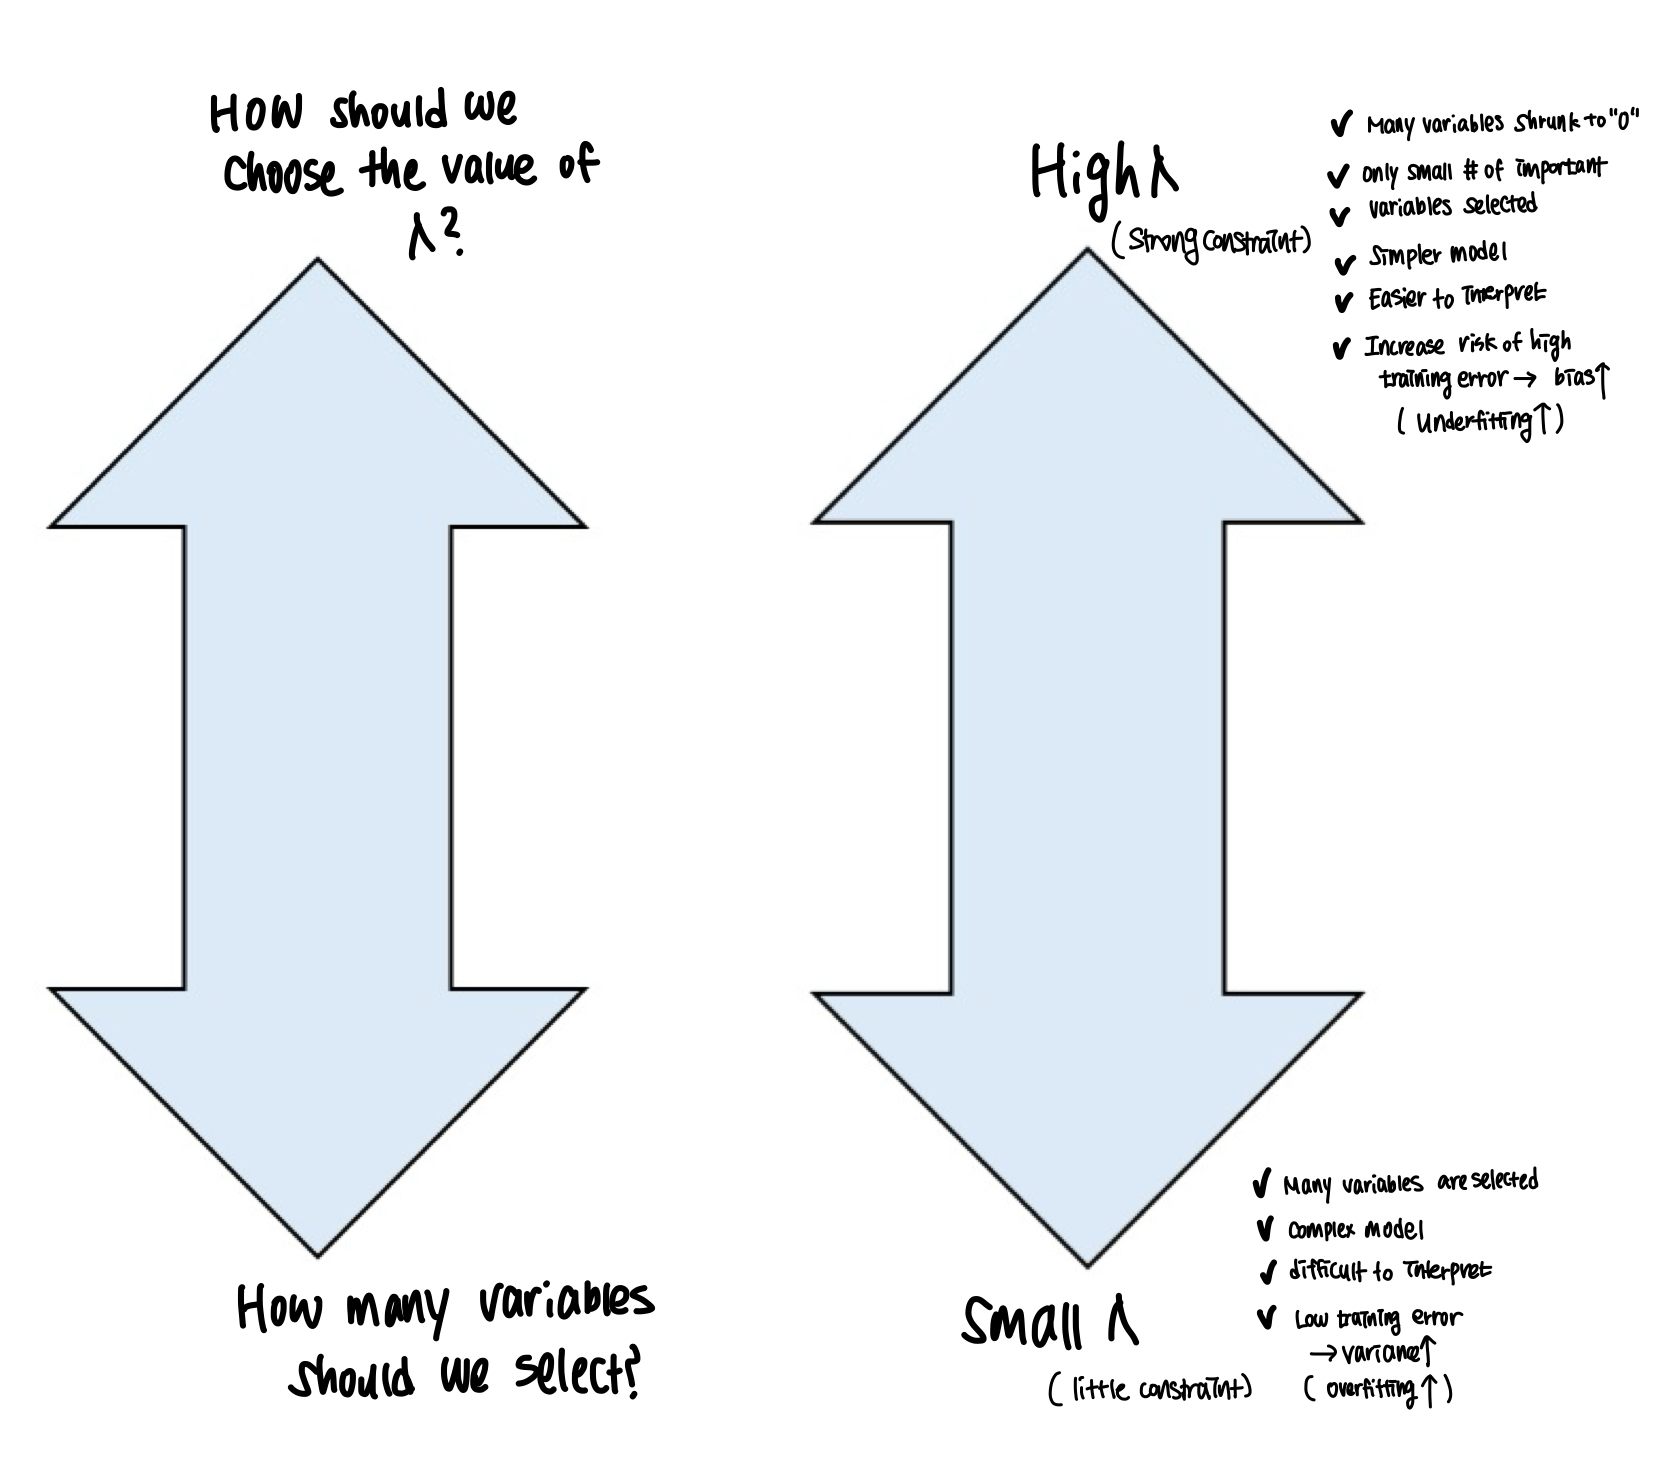 How should we
choose the value of
λ?
How many variables
should we select?
High λ
(Strong constraint)
✓ Many variables shrunk to "0"
✓ only small # of important
✓ variables selected
✓ Simpler model
✓ Easier to interpret
✓ Increase risk of high
training error → bias↑
(Underfitting↑)
Small λ
(little constraint)
✓ Many variables are selected
✓ complex model
✓ difficult to interpret
✓ Low training error
→ variance↑
(overfitting↑)